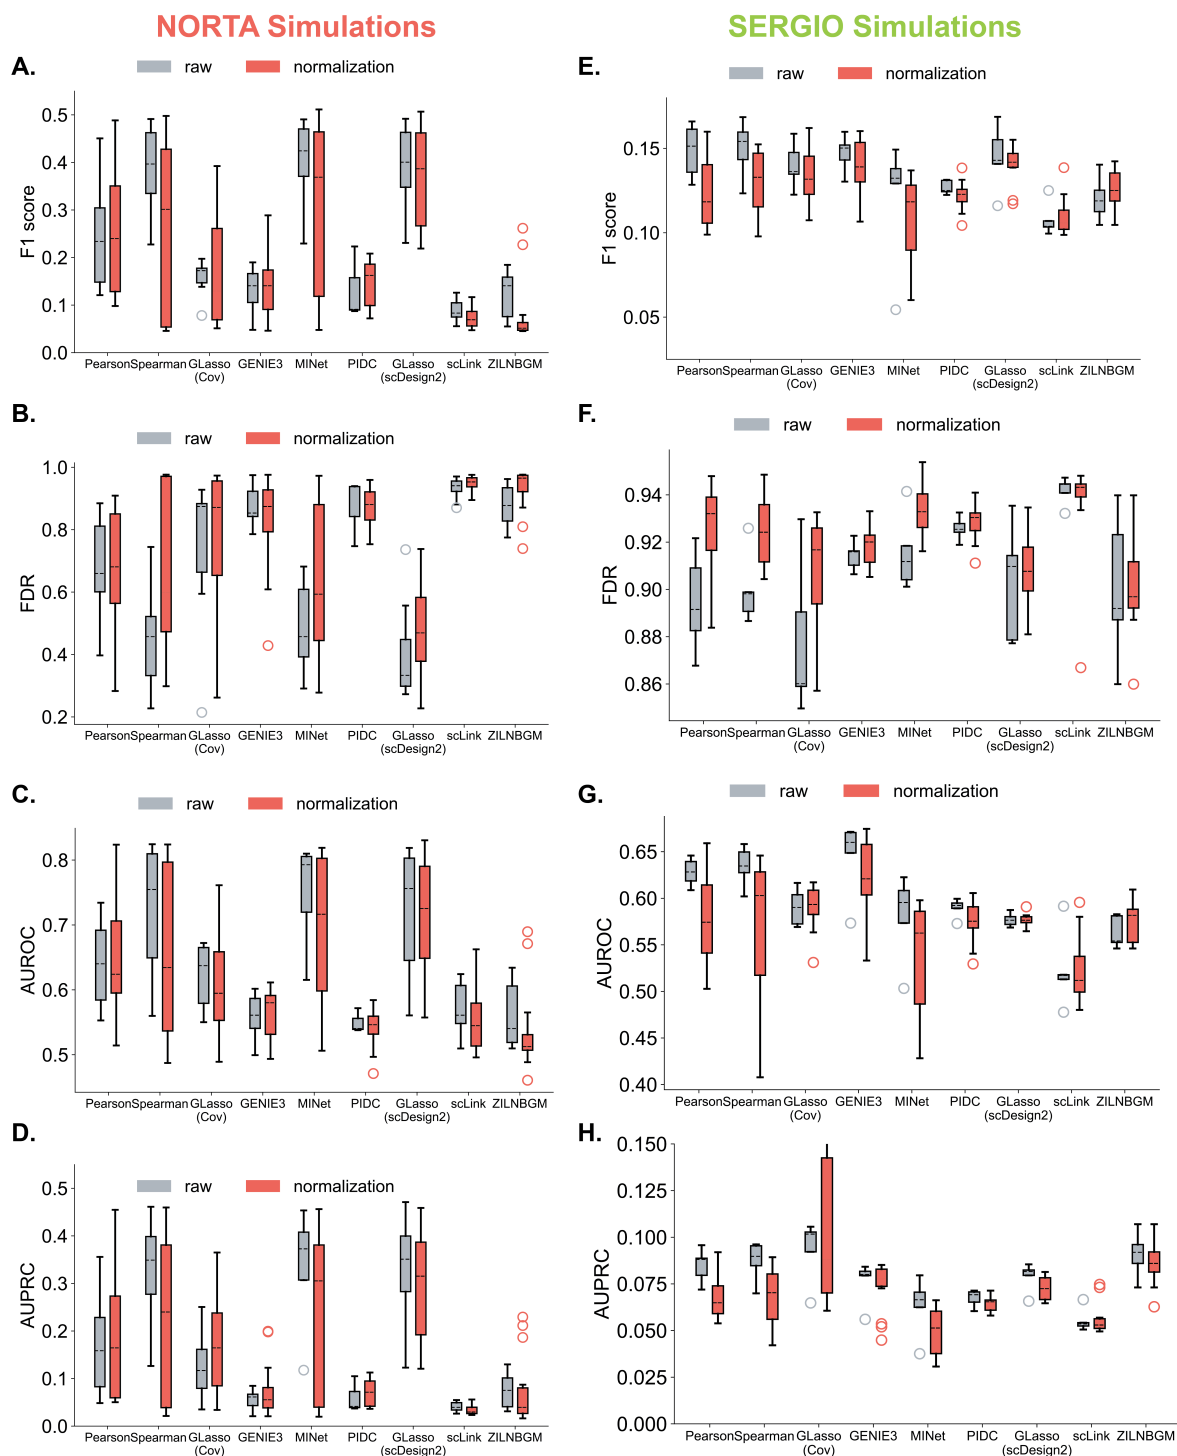 NORTA Simulations
SERGIO Simulations
A.
raw normalization
F1 score
0.5
0.4
0.3
0.2
0.1
0.0
Pearson Spearman GLasso (Cov) GENIE3 MINet PIDC GLasso (scDesign2) scLink ZILNBGM
B.
raw normalization
FDR
1.0
0.8
0.6
0.4
0.2
Pearson Spearman GLasso (Cov) GENIE3 MINet PIDC GLasso (scDesign2) scLink ZILNBGM
C.
raw normalization
AUROC
0.8
0.7
0.6
0.5
Pearson Spearman GLasso (Cov) GENIE3 MINet PIDC GLasso (scDesign2) scLink ZILNBGM
D.
raw normalization
AUPRC
0.5
0.4
0.3
0.2
0.1
0.0
Pearson Spearman GLasso (Cov) GENIE3 MINet PIDC GLasso (scDesign2) scLink ZILNBGM
E.
raw normalization
F1 score
0.15
0.10
0.05
Pearson Spearman GLasso (Cov) GENIE3 MINet PIDC GLasso (scDesign2) scLink ZILNBGM
F.
raw normalization
FDR
0.94
0.92
0.90
0.88
0.86
Pearson Spearman GLasso (Cov) GENIE3 MINet PIDC GLasso (scDesign2) scLink ZILNBGM
G.
raw normalization
AUROC
0.65
0.60
0.55
0.50
0.45
0.40
Pearson Spearman GLasso (Cov) GENIE3 MINet PIDC GLasso (scDesign2) scLink ZILNBGM
H.
AUPRC
0.150
0.125
0.100
0.075
0.050
0.025
0.000
Pearson Spearman GLasso (Cov) GENIE3 MINet PIDC GLasso (scDesign2) scLink ZILNBGM